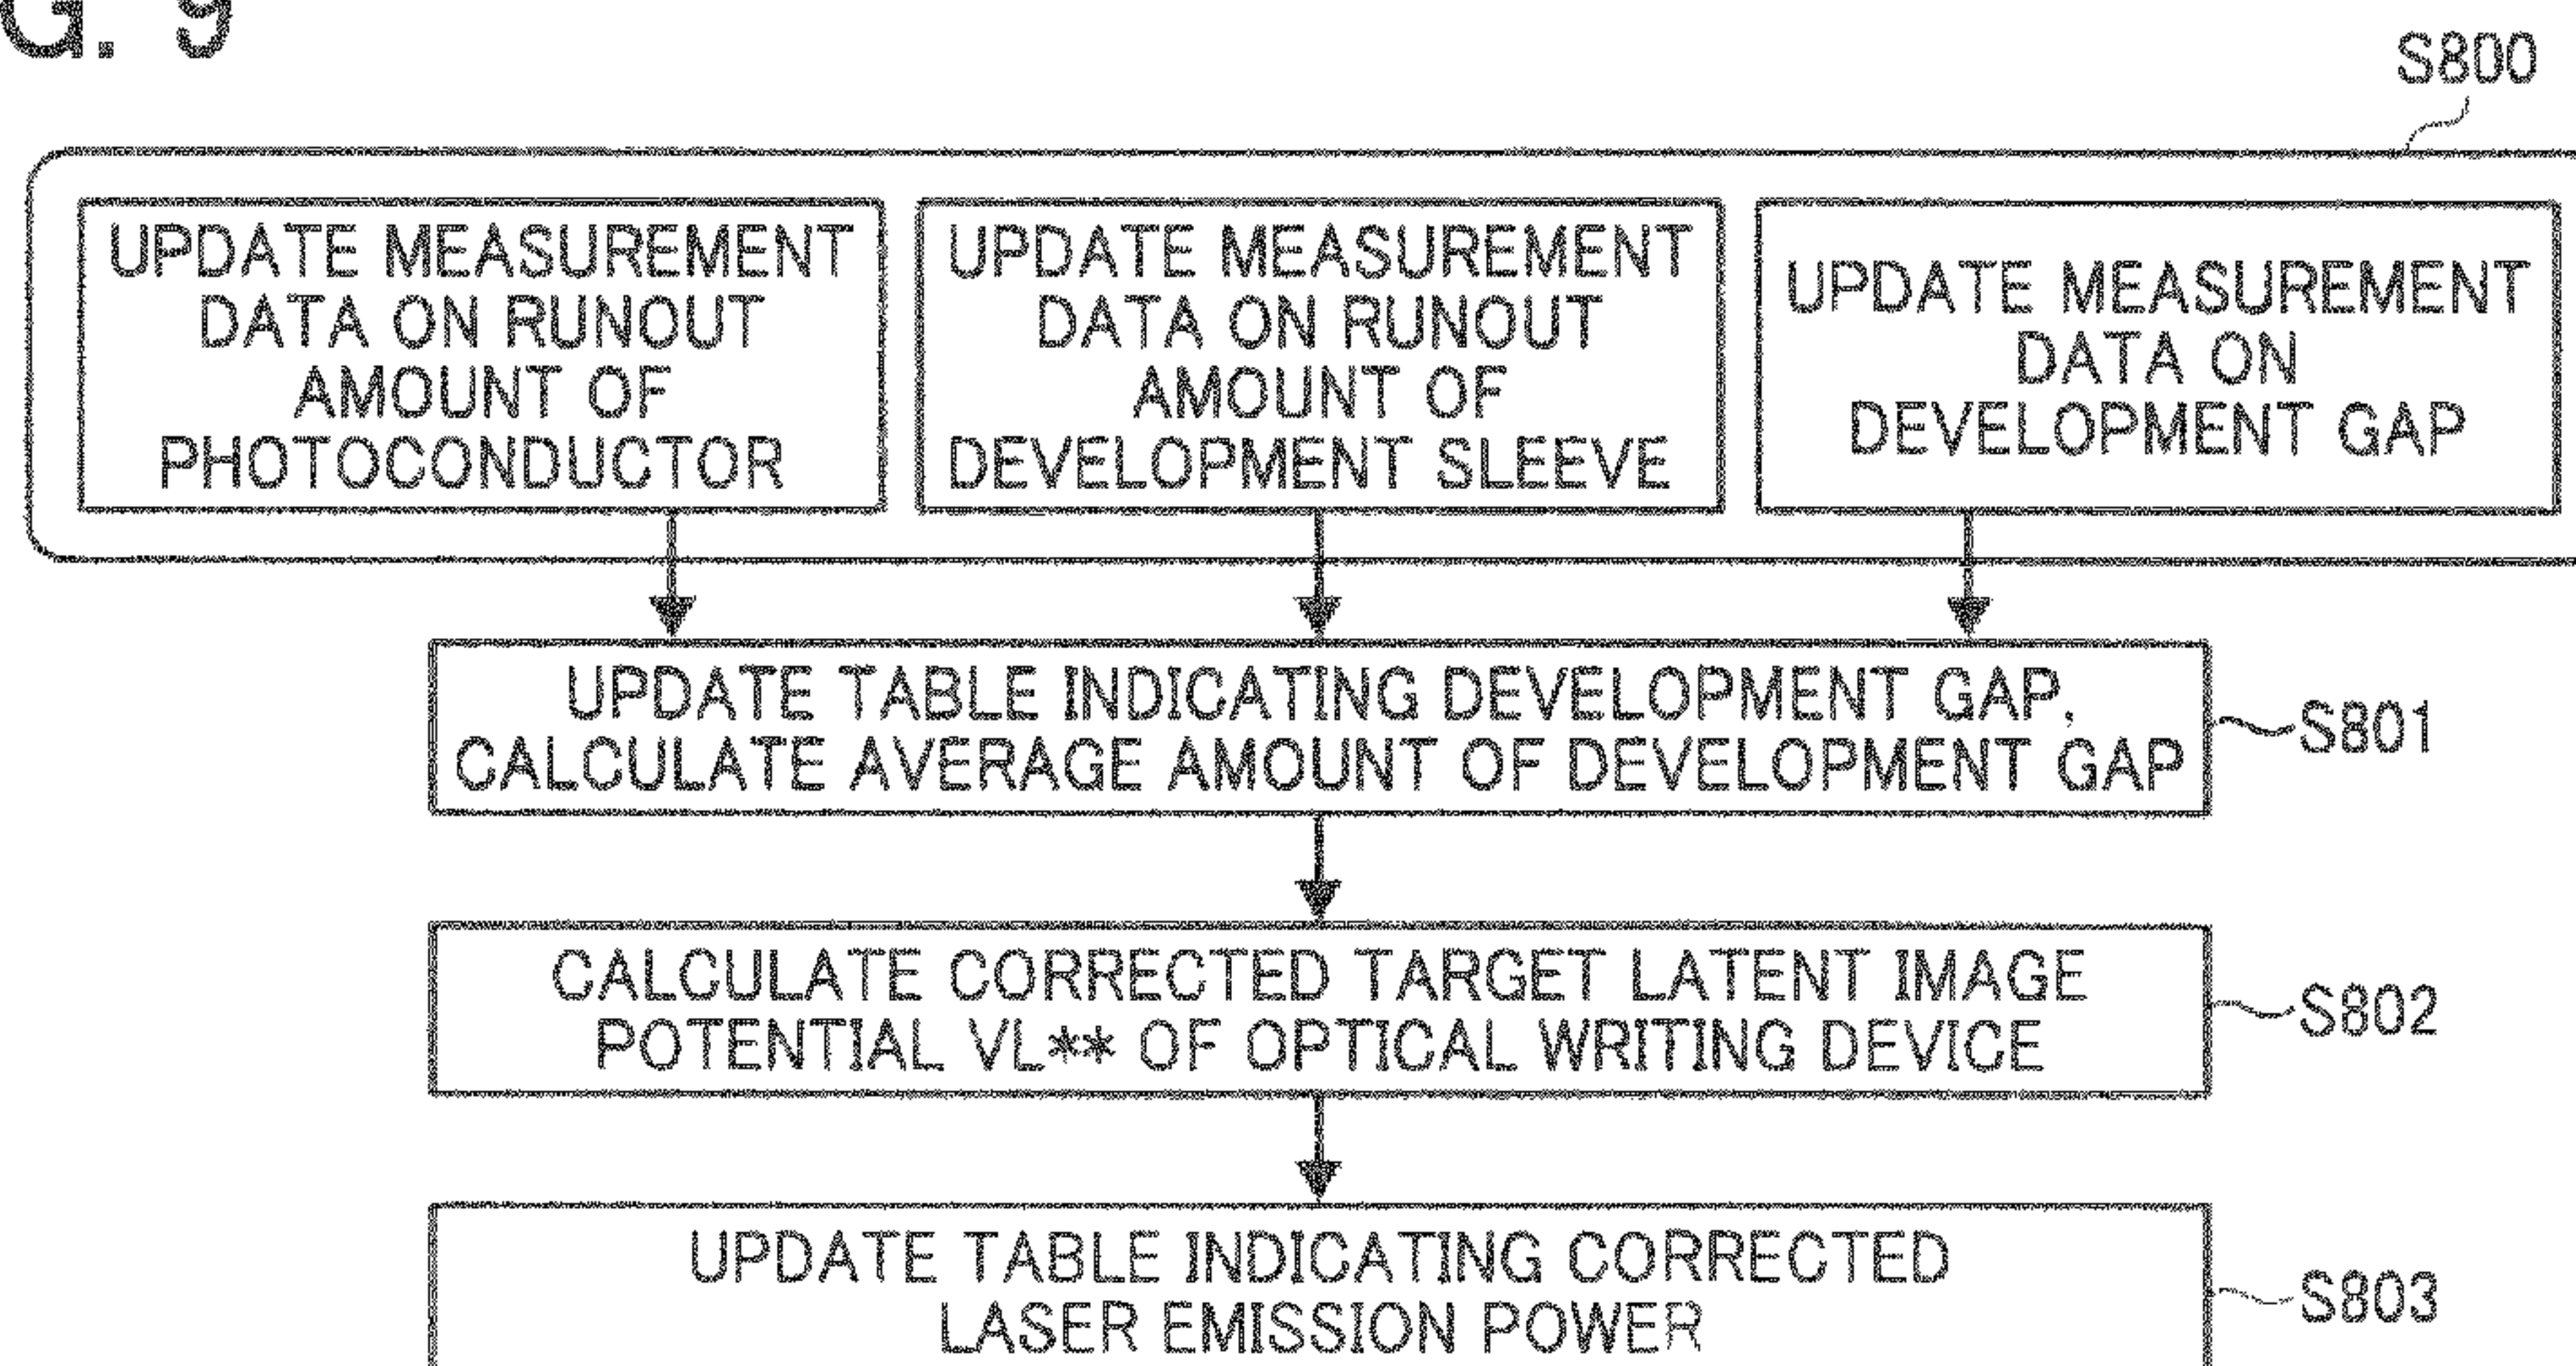 G. 9
S800
UPDATE MEASUREMENT
DATA ON RUNOUT
AMOUNT OF
PHOTOCONDUCTOR
UPDATE MEASUREMENT
DATA ON RUNOUT
AMOUNT OF
DEVELOPMENT SLEEVE
UPDATE MEASUREMENT
DATA ON
DEVELOPMENT GAP
UPDATE TABLE INDICATING DEVELOPMENT GAP,
CALCULATE AVERAGE AMOUNT OF DEVELOPMENT GAP
S801
CALCULATE CORRECTED TARGET LATENT IMAGE
POTENTIAL VL** OF OPTICAL WRITING DEVICE
S802
UPDATE TABLE INDICATING CORRECTED
LASER EMISSION POWER
S803